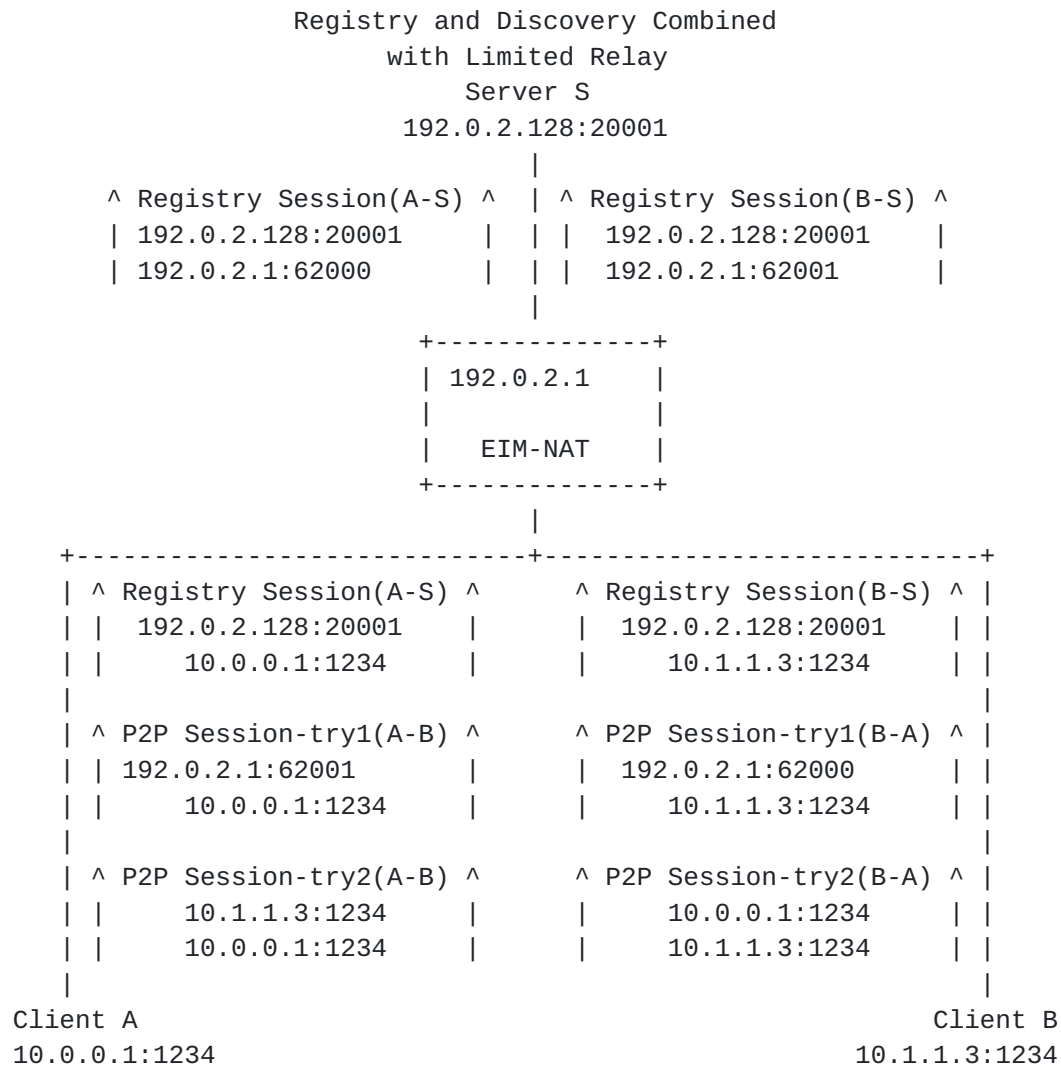 Registry and Discovery Combined
with Limited Relay
Server S
192.0.2.128:20001
|
^ Registry Session(A-S) ^ | ^ Registry Session(B-S) ^
| 192.0.2.128:20001 | | | 192.0.2.128:20001 |
| 192.0.2.1:62000 | | | 192.0.2.1:62001 |
|
+--------------+
| 192.0.2.1 |
| |
| EIM-NAT |
+--------------+
|
+-----------------------------+----------------------------+
| ^ Registry Session(A-S) ^ ^ Registry Session(B-S) ^ |
| | 192.0.2.128:20001 | | 192.0.2.128:20001 | |
| | 10.0.0.1:1234 | | 10.1.1.3:1234 | |
| |
| ^ P2P Session-try1(A-B) ^ ^ P2P Session-try1(B-A) ^ |
| | 192.0.2.1:62001 | | 192.0.2.1:62000 | |
| | 10.0.0.1:1234 | | 10.1.1.3:1234 | |
| |
| ^ P2P Session-try2(A-B) ^ ^ P2P Session-try2(B-A) ^ |
| | 10.1.1.3:1234 | | 10.0.0.1:1234 | |
| | 10.0.0.1:1234 | | 10.1.1.3:1234 | |
| |
Client A Client B
10.0.0.1:1234 10.1.1.3:1234